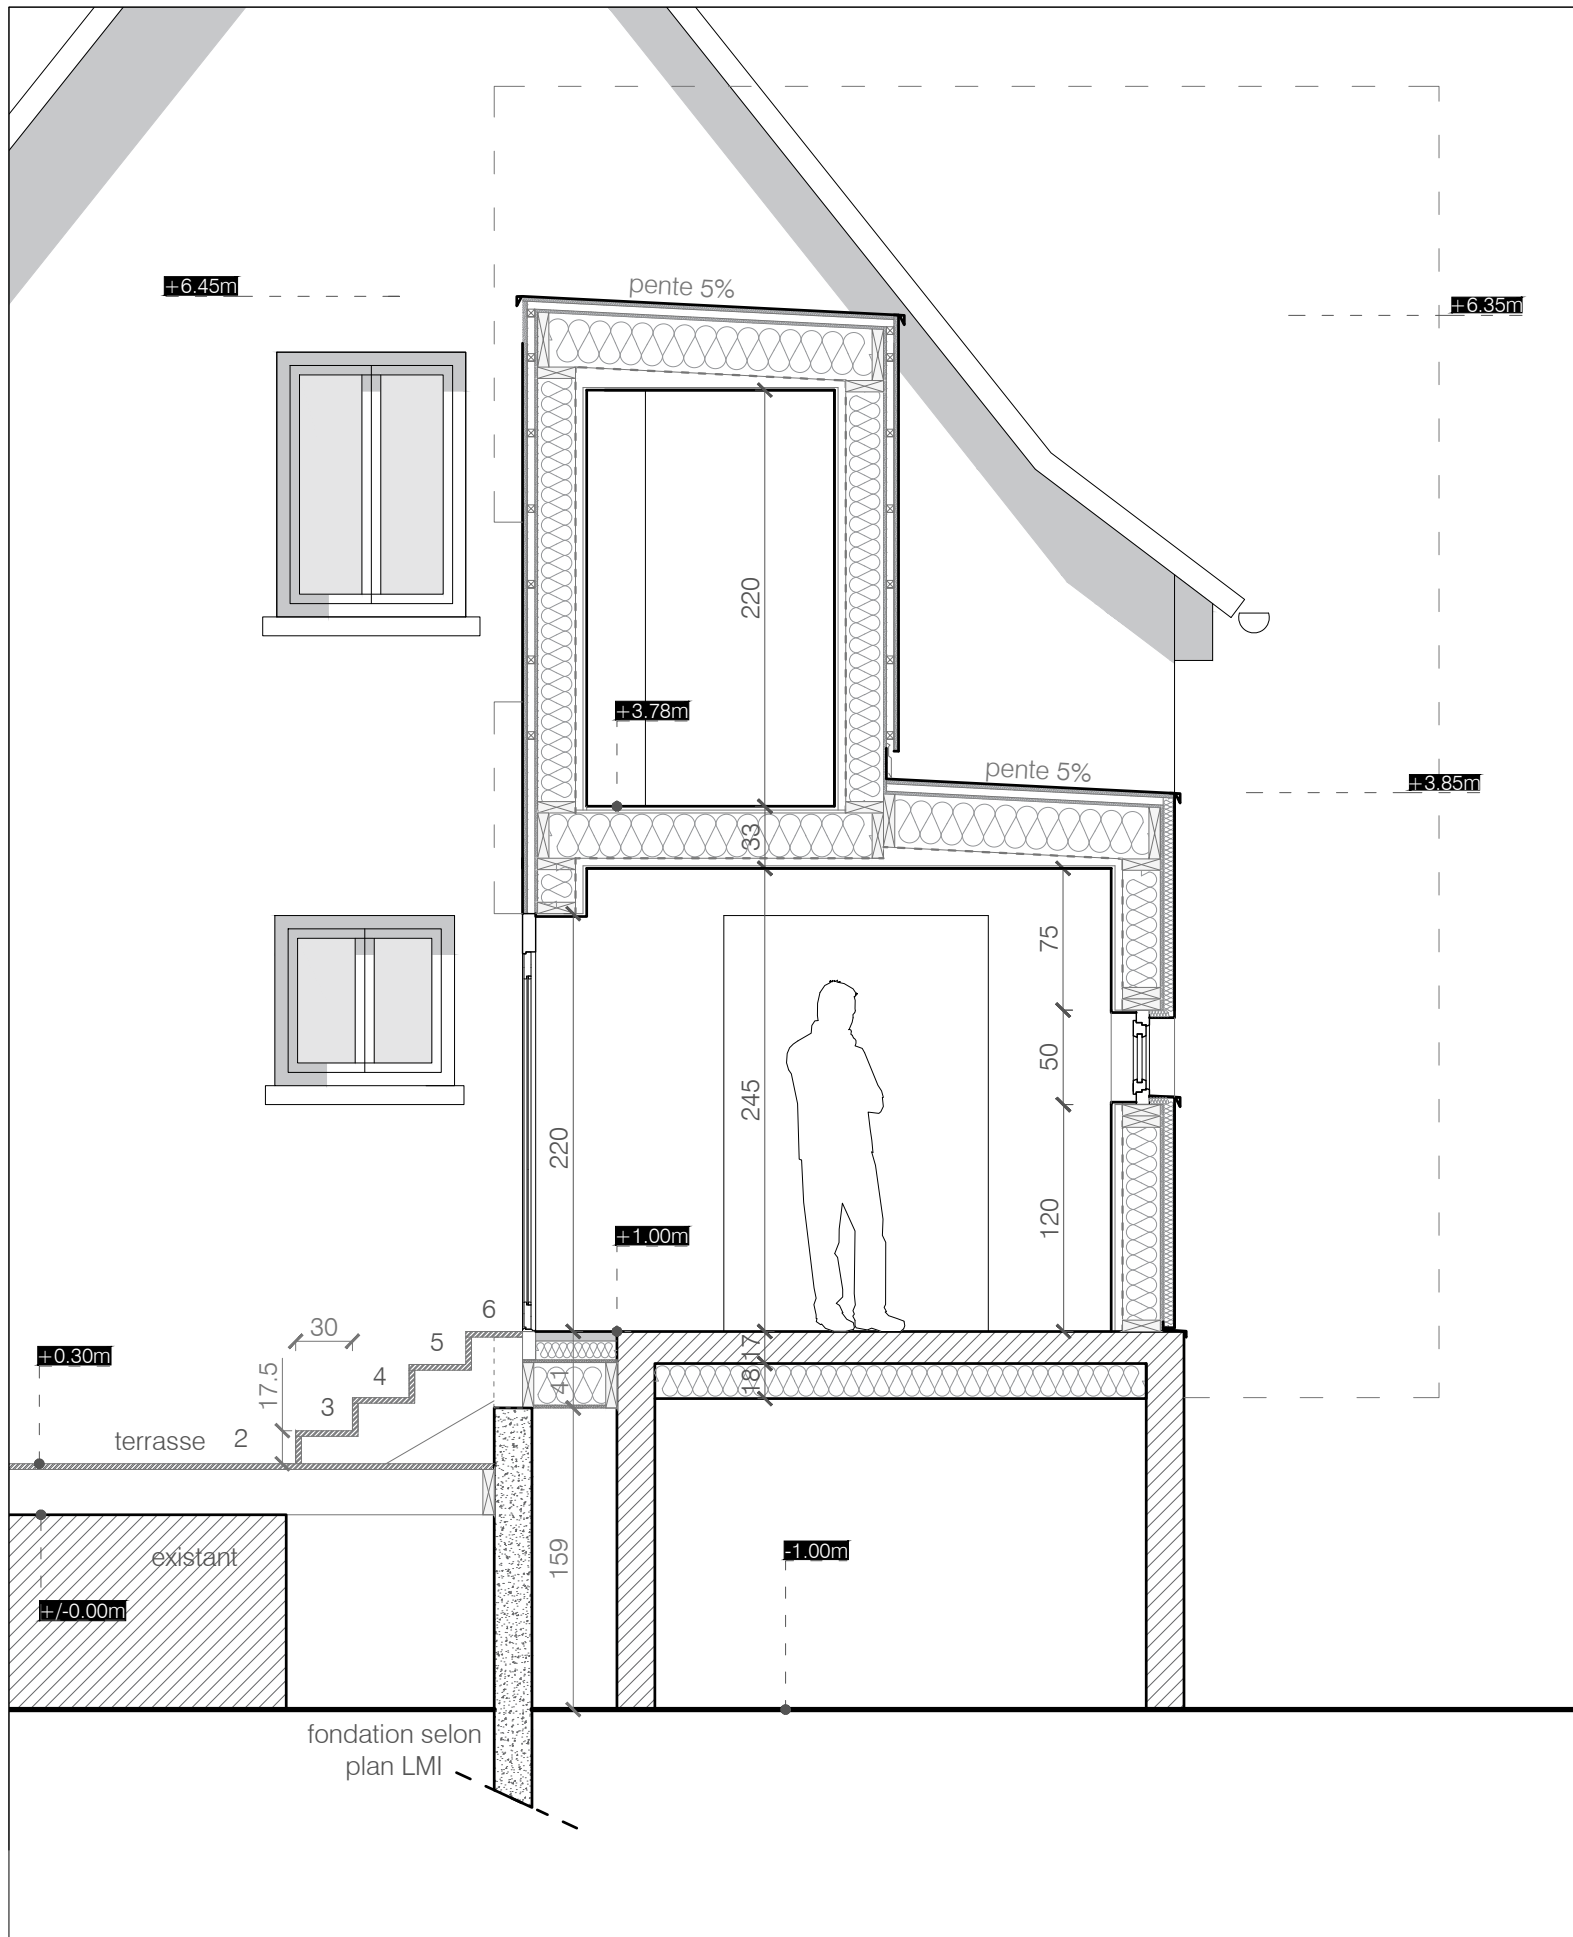 +6.45m
pente 5%
+6.35m
220
+3.78m
pente 5%
+3.85m
33
75
50
245
220
120
+1.00m
6
30
5
+0.30m
17.5
4
3
terrasse 2
17
18
41
existant
159
-1.00m
+/-0.00m
fondation selon
plan LMI